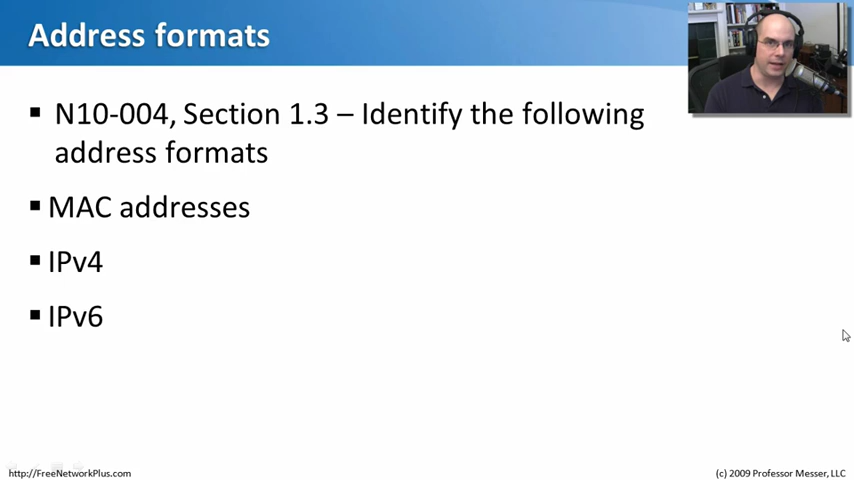 Address formats
▪ N10-004, Section 1.3 – Identify the following
address formats
▪ MAC addresses
▪ IPv4
▪ IPv6
http://FreeNetworkPlus.com
(c) 2009 Professor Messer, LLC